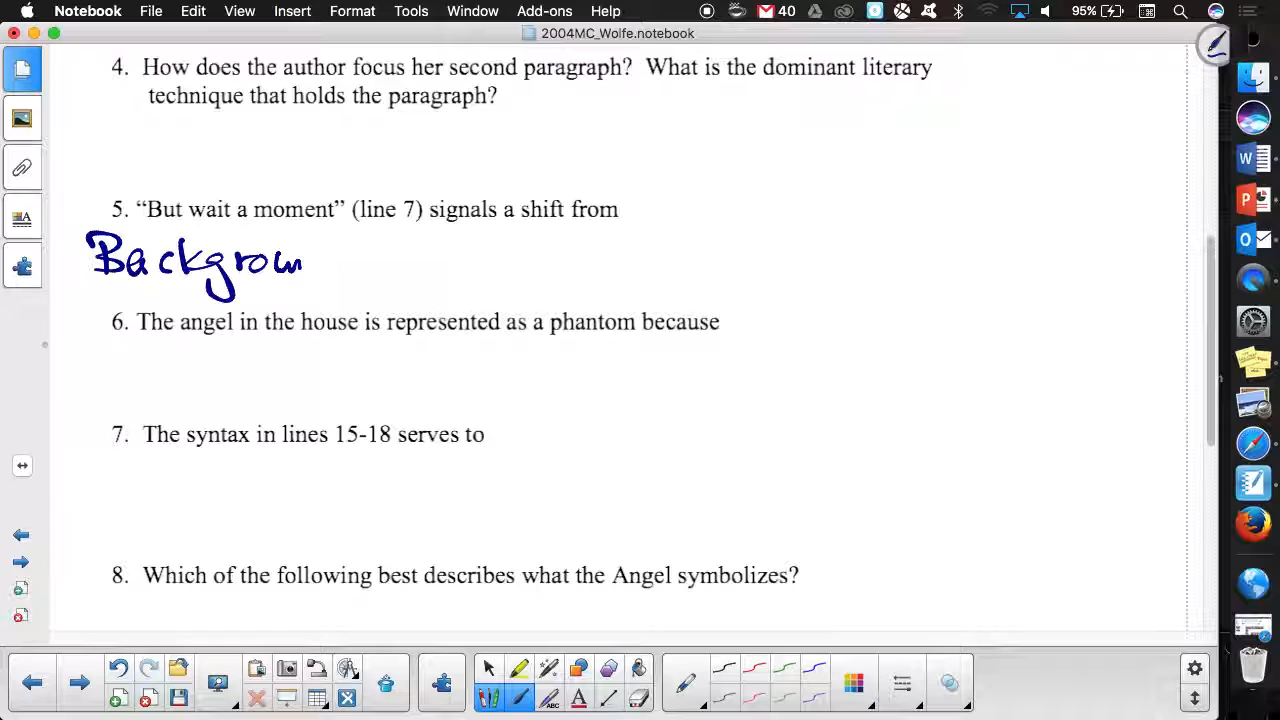 Notebook File Edit View Insert Format Tools Window Add-ons Help 40 95%
2004MC_Wolfe.notebook
4. How does the author focus her second paragraph? What is the dominant literary
technique that holds the paragraph?
5. “But wait a moment” (line 7) signals a shift from
Backgroun
6. The angel in the house is represented as a phantom because
7. The syntax in lines 15-18 serves to
8. Which of the following best describes what the Angel symbolizes?